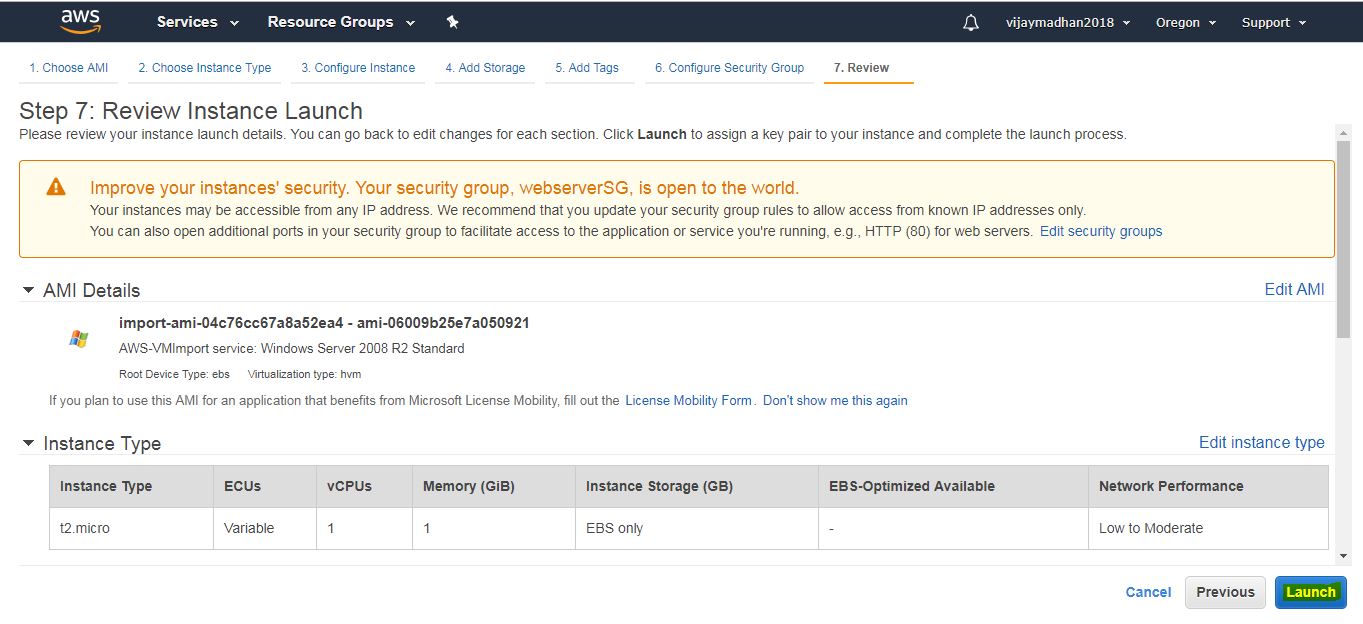 aws Services Resource Groups vijaymadhan2018 Oregon Support
1. Choose AMI 2. Choose Instance Type 3. Configure Instance 4. Add Storage 5. Add Tags 6. Configure Security Group 7. Review
Step 7: Review Instance Launch
Please review your instance launch details. You can go back to edit changes for each section. Click Launch to assign a key pair to your instance and complete the launch process.
Improve your instances' security. Your security group, webserverSG, is open to the world.
Your instances may be accessible from any IP address. We recommend that you update your security group rules to allow access from known IP addresses only.
You can also open additional ports in your security group to facilitate access to the application or service you're running, e.g., HTTP (80) for web servers. Edit security groups
AMI Details Edit AMI
import-ami-04c76cc67a8a52ea4 - ami-06009b25e7a050921
AWS-VMImport service: Windows Server 2008 R2 Standard
Root Device Type: ebs Virtualization type: hvm
If you plan to use this AMI for an application that benefits from Microsoft License Mobility, fill out the License Mobility Form. Don't show me this again
Instance Type Edit instance type
Instance Type ECUs vCPUs Memory (GiB) Instance Storage (GB) EBS-Optimized Available Network Performance
t2.micro Variable 1 1 EBS only - Low to Moderate
Cancel Previous Launch